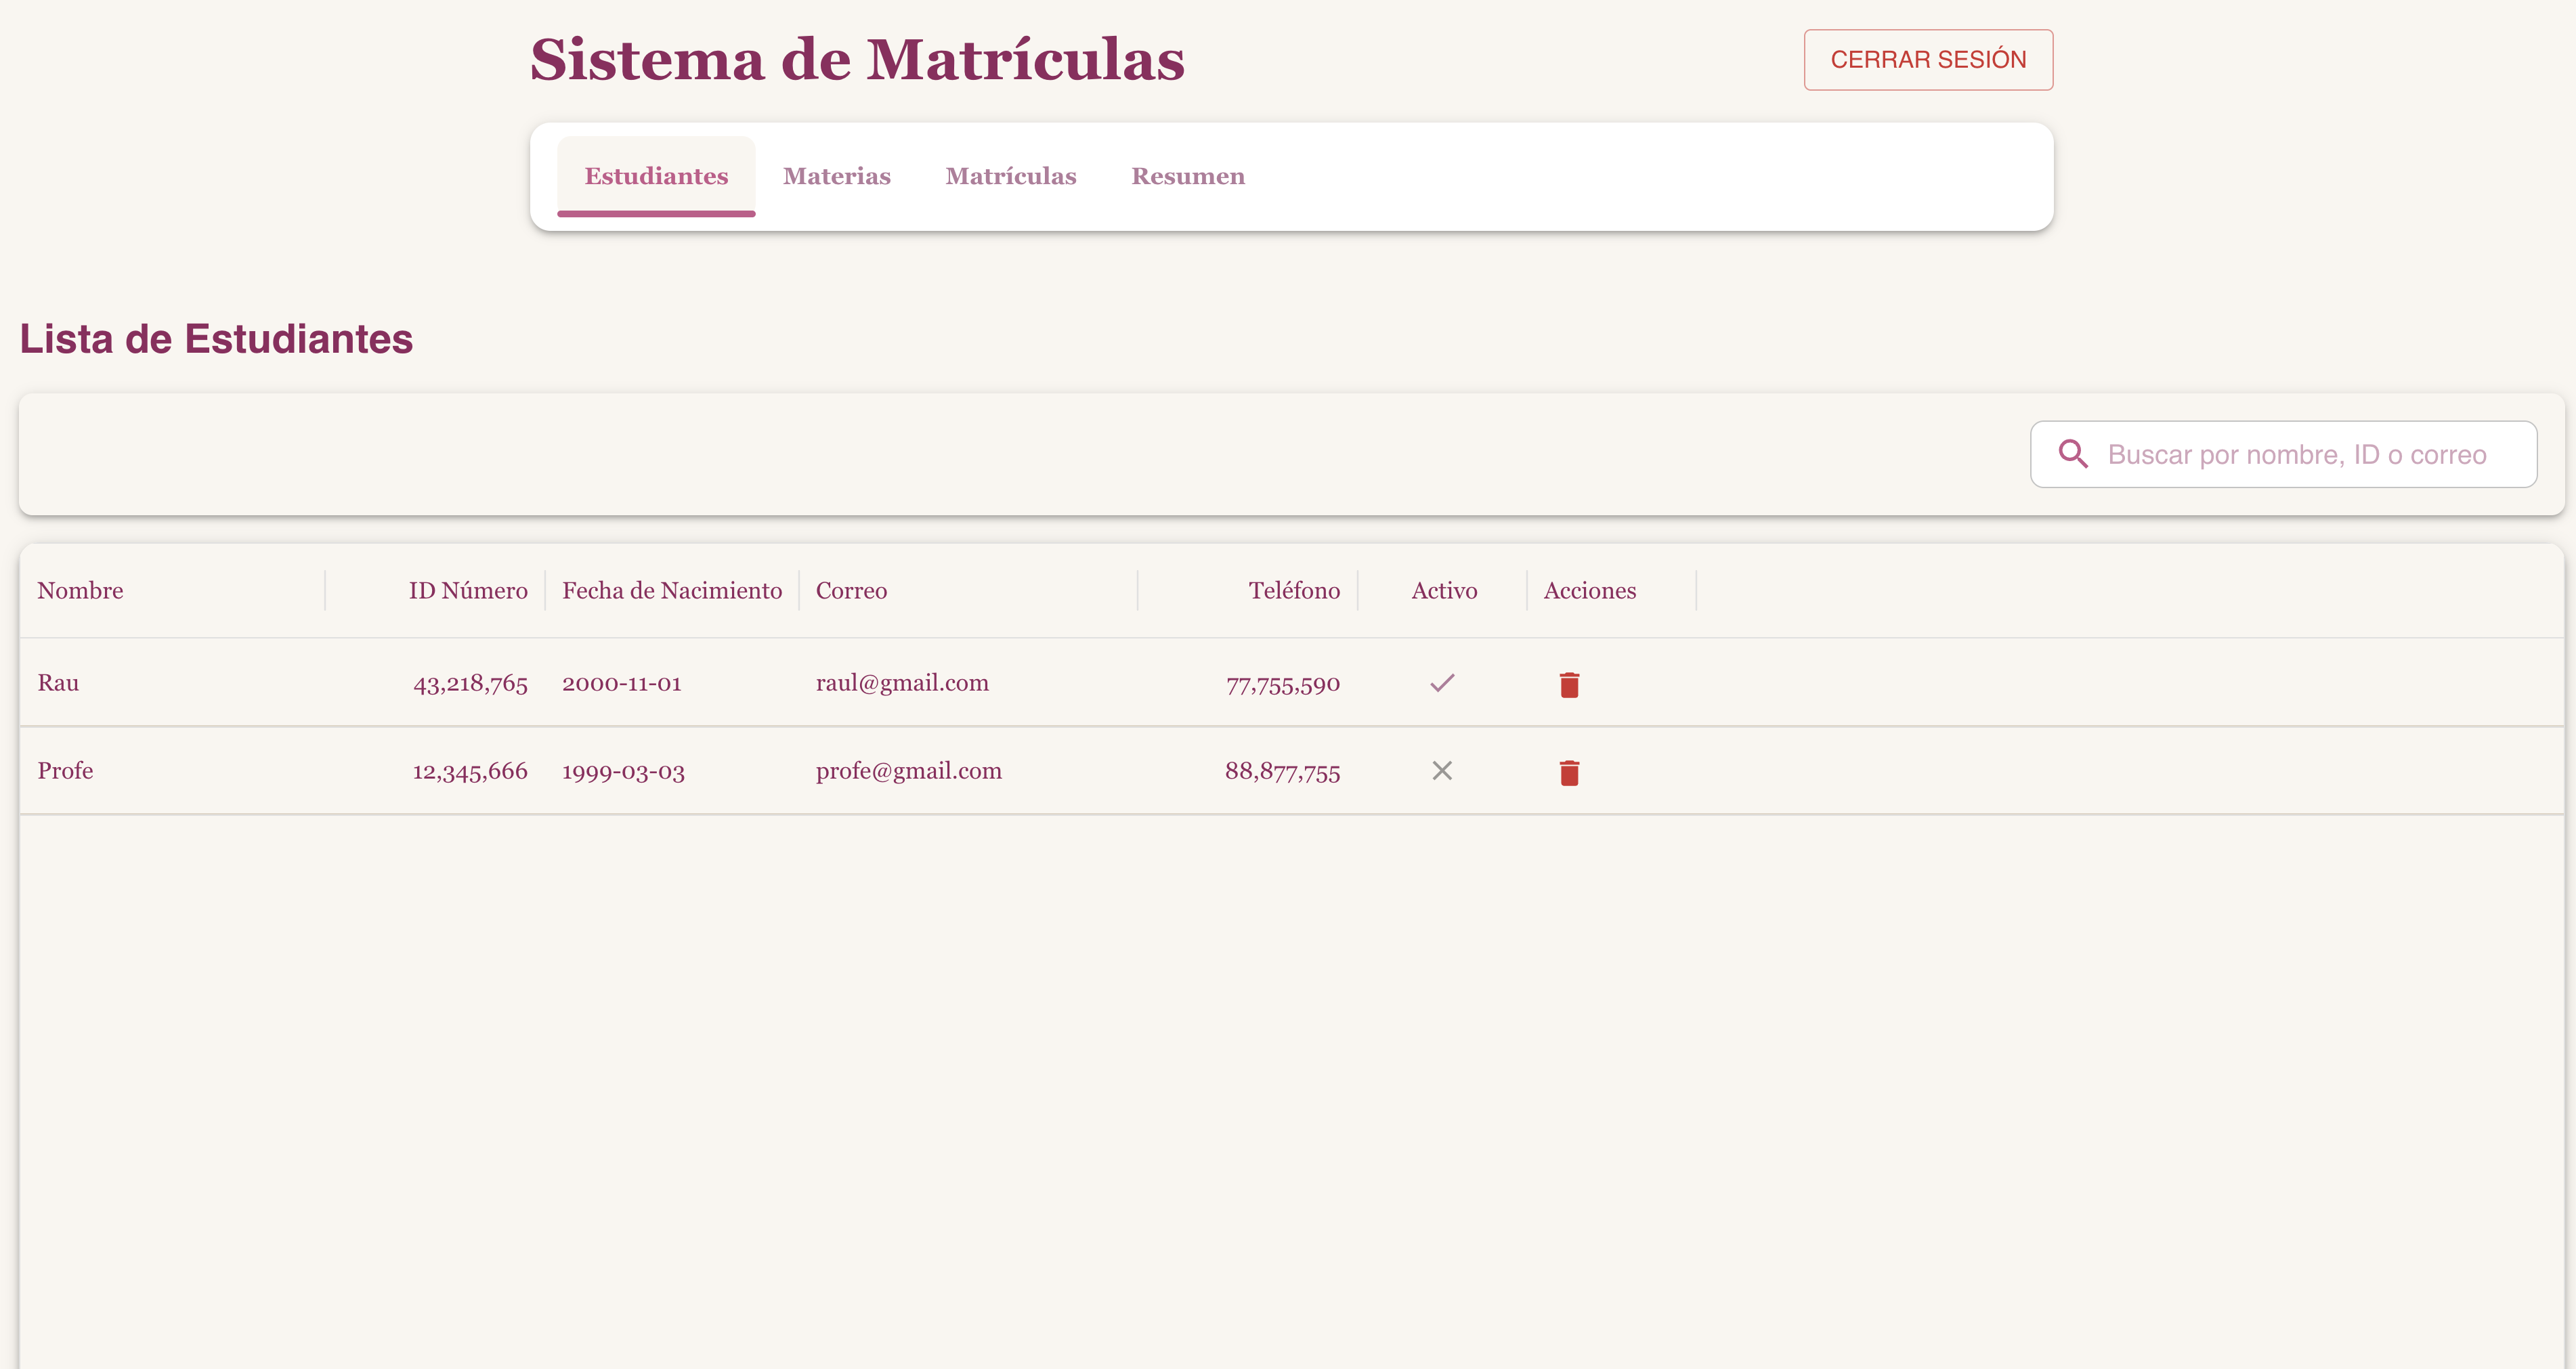 Sistema de Matrículas
CERRAR SESIÓN
Estudiantes Materias Matrículas Resumen
Lista de Estudiantes
Buscar por nombre, ID o correo
Nombre ID Número Fecha de Nacimiento Correo Teléfono Activo Acciones
Rau 43,218,765 2000-11-01 raul@gmail.com 77,755,590
Profe 12,345,666 1999-03-03 profe@gmail.com 88,877,755